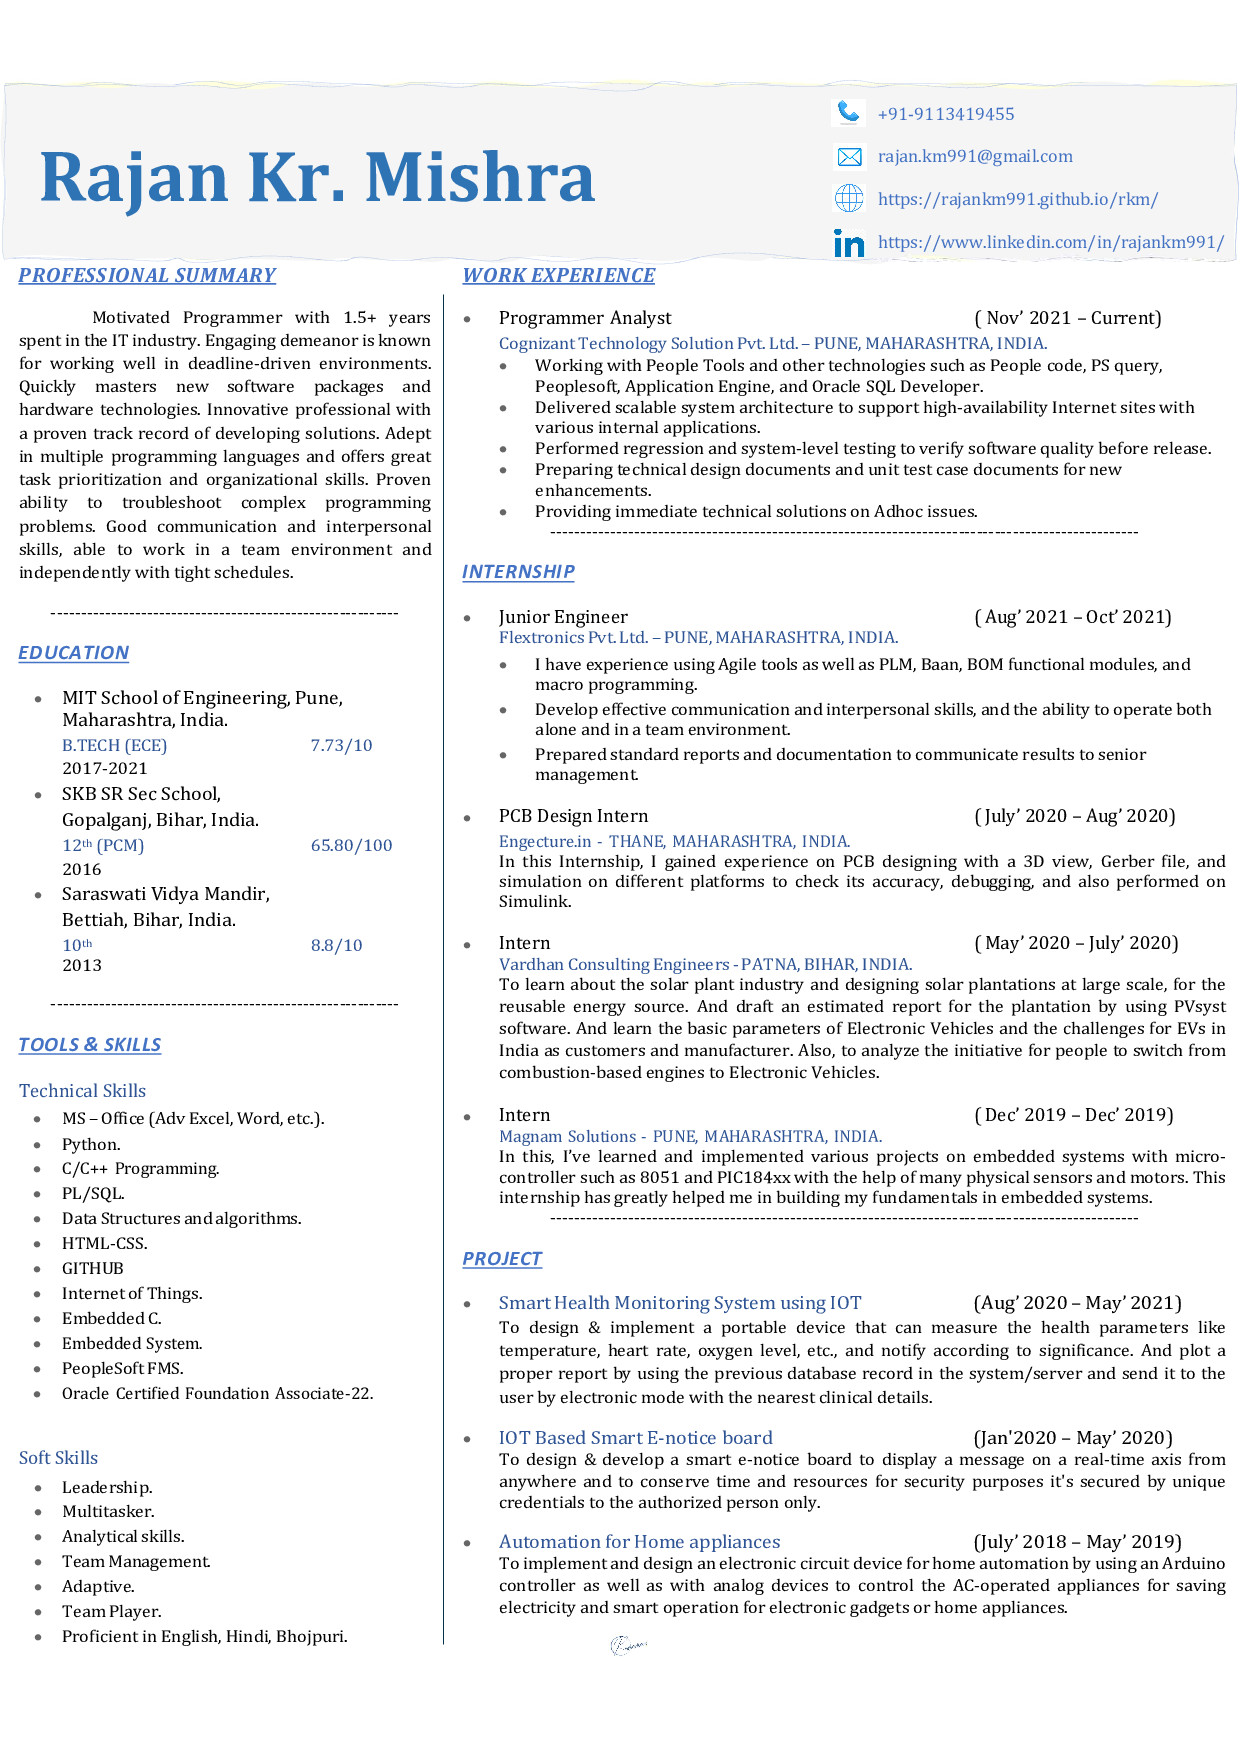 Rajan Kr. Mishra
+91-9113419455
rajan.km991@gmail.com
https://rajankm991.github.io/rkm/
https://www.linkedin.com/in/rajankm991/
PROFESSIONAL SUMMARY
Motivated Programmer with 1.5+ years
spent in the IT industry. Engaging demeanor is known
for working well in deadline-driven environments.
Quickly masters new software packages and
hardware technologies. Innovative professional with
a proven track record of developing solutions. Adept
in multiple programming languages and offers great
task prioritization and organizational skills. Proven
ability to troubleshoot complex programming
problems. Good communication and interpersonal
skills, able to work in a team environment and
independently with tight schedules.
----------------------------------------------------------
EDUCATION
• MIT School of Engineering, Pune,
Maharashtra, India.
B.TECH (ECE) 7.73/10
2017-2021
• SKB SR Sec School,
Gopalganj, Bihar, India.
12th (PCM) 65.80/100
2016
• Saraswati Vidya Mandir,
Bettiah, Bihar, India.
10th 8.8/10
2013
----------------------------------------------------------
TOOLS & SKILLS
Technical Skills
• MS – Office (Adv Excel, Word, etc.).
• Python.
• C/C++ Programming.
• PL/SQL.
• Data Structures and algorithms.
• HTML-CSS.
• GITHUB
• Internet of Things.
• Embedded C.
• Embedded System.
• PeopleSoft FMS.
• Oracle Certified Foundation Associate-22.
Soft Skills
• Leadership.
• Multitasker.
• Analytical skills.
• Team Management.
• Adaptive.
• Team Player.
• Proficient in English, Hindi, Bhojpuri.
WORK EXPERIENCE
• Programmer Analyst ( Nov’ 2021 – Current)
Cognizant Technology Solution Pvt. Ltd. – PUNE, MAHARASHTRA, INDIA.
• Working with People Tools and other technologies such as People code, PS query,
Peoplesoft, Application Engine, and Oracle SQL Developer.
• Delivered scalable system architecture to support high-availability Internet sites with
various internal applications.
• Performed regression and system-level testing to verify software quality before release.
• Preparing technical design documents and unit test case documents for new
enhancements.
• Providing immediate technical solutions on Adhoc issues.
--------------------------------------------------------------------------------------------------
INTERNSHIP
• Junior Engineer ( Aug’ 2021 – Oct’ 2021)
Flextronics Pvt. Ltd. – PUNE, MAHARASHTRA, INDIA.
• I have experience using Agile tools as well as PLM, Baan, BOM functional modules, and
macro programming.
• Develop effective communication and interpersonal skills, and the ability to operate both
alone and in a team environment.
• Prepared standard reports and documentation to communicate results to senior
management.
• PCB Design Intern ( July’ 2020 – Aug’ 2020)
Engecture.in - THANE, MAHARASHTRA, INDIA.
In this Internship, I gained experience on PCB designing with a 3D view, Gerber file, and
simulation on different platforms to check its accuracy, debugging, and also performed on
Simulink.
• Intern ( May’ 2020 – July’ 2020)
Vardhan Consulting Engineers - PATNA, BIHAR, INDIA.
To learn about the solar plant industry and designing solar plantations at large scale, for the
reusable energy source. And draft an estimated report for the plantation by using PVsyst
software. And learn the basic parameters of Electronic Vehicles and the challenges for EVs in
India as customers and manufacturer. Also, to analyze the initiative for people to switch from
combustion-based engines to Electronic Vehicles.
• Intern ( Dec’ 2019 – Dec’ 2019)
Magnam Solutions - PUNE, MAHARASHTRA, INDIA.
In this, I’ve learned and implemented various projects on embedded systems with micro-
controller such as 8051 and PIC184xx with the help of many physical sensors and motors. This
internship has greatly helped me in building my fundamentals in embedded systems.
--------------------------------------------------------------------------------------------------
PROJECT
• Smart Health Monitoring System using IOT (Aug’ 2020 – May’ 2021)
To design & implement a portable device that can measure the health parameters like
temperature, heart rate, oxygen level, etc., and notify according to significance. And plot a
proper report by using the previous database record in the system/server and send it to the
user by electronic mode with the nearest clinical details.
• IOT Based Smart E-notice board (Jan'2020 – May’ 2020)
To design & develop a smart e-notice board to display a message on a real-time axis from
anywhere and to conserve time and resources for security purposes it's secured by unique
credentials to the authorized person only.
• Automation for Home appliances (July’ 2018 – May’ 2019)
To implement and design an electronic circuit device for home automation by using an Arduino
controller as well as with analog devices to control the AC-operated appliances for saving
electricity and smart operation for electronic gadgets or home appliances.